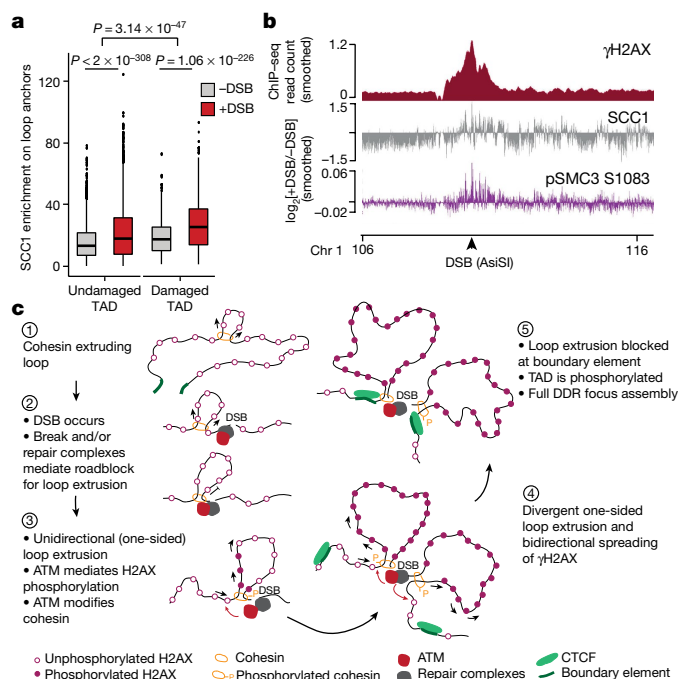 a
P = 3.14 × 10⁻⁴⁷
P < 2 × 10⁻³⁰⁸
P = 1.06 × 10⁻²²⁶
SCC1 enrichment on loop anchors
120
80
40
0
–DSB
+DSB
Undamaged TAD
Damaged TAD
b
ChIP–seq
read count
(smoothed)
1.2
0
γH2AX
log₂[+DSB/–DSB]
(smoothed)
1.5
–1.5
SCC1
0.06
–0.02
pSMC3 S1083
Chr 1
106
116
DSB (AsiSI)
c
1
Cohesin extruding
loop
2
• DSB occurs
• Break and/or
repair complexes
mediate roadblock
for loop extrusion
3
• Unidirectional (one-sided)
loop extrusion
• ATM mediates H2AX
phosphorylation
• ATM modifies
cohesin
DSB
DSB
P
DSB
P
P
DSB
P
4
Divergent one-sided
loop extrusion and
bidirectional spreading
of γH2AX
5
• Loop extrusion blocked
at boundary element
• TAD is phosphorylated
• Full DDR focus assembly
Unphosphorylated H2AX
Phosphorylated H2AX
Cohesin
P
Phosphorylated cohesin
ATM
Repair complexes
CTCF
Boundary element